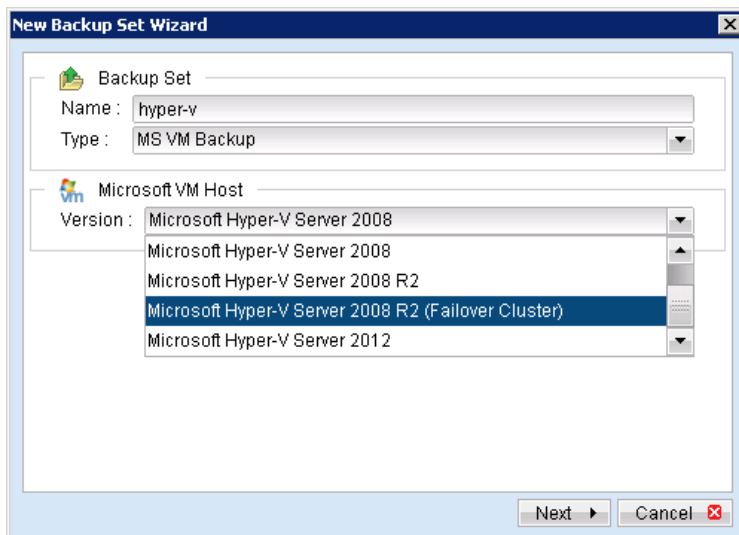 New Backup Set Wizard
Backup Set
Name : hyper-v
Type : MS VM Backup
vm Microsoft VM Host
Version : Microsoft Hyper-V Server 2008
Microsoft Hyper-V Server 2008
Microsoft Hyper-V Server 2008 R2
Microsoft Hyper-V Server 2008 R2 (Failover Cluster)
Microsoft Hyper-V Server 2012
Next Cancel